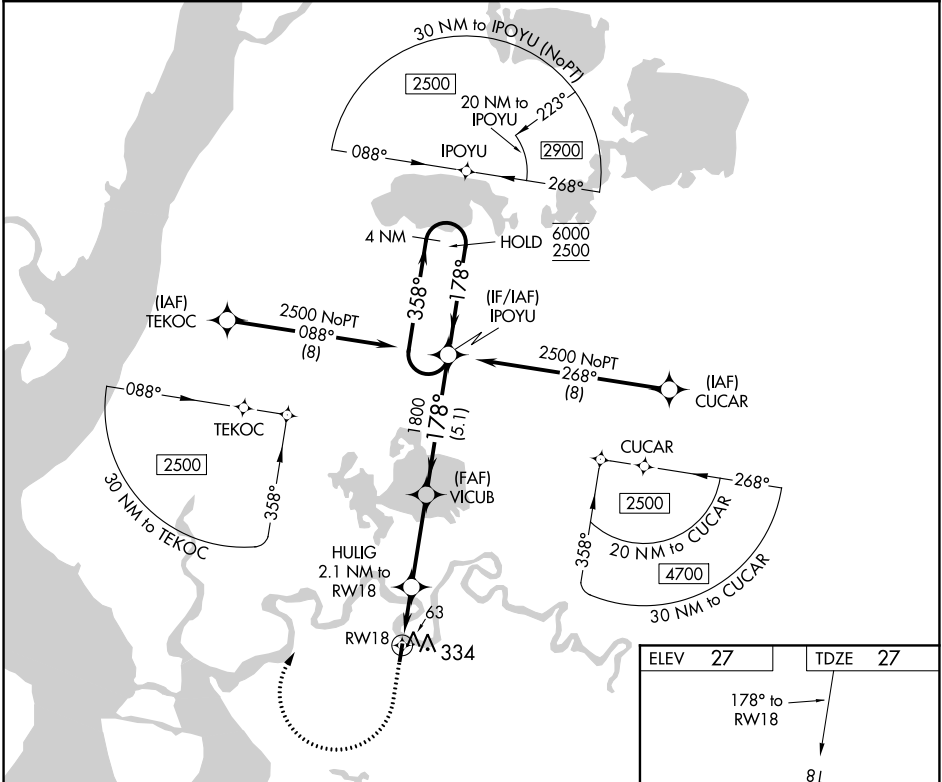 30 NM to IPOYU (NoPT)
2500
20 NM to
IPOYU
223°
2900
088°
IPOYU
268°
4 NM
HOLD
6000
2500
358°
178°
(IF/IAF)
IPOYU
(IAF)
TEKOC
2500 NoPT
088°
(8)
2500 NoPT
268°
(8)
(IAF)
CUCAR
1800
178°
(5.1)
088°
TEKOC
2500
358°
30 NM to TEKOC
(FAF)
VICUB
CUCAR
268°
2500
358°
20 NM to CUCAR
4700
30 NM to CUCAR
HULIG
2.1 NM to
RW18
63
RW18
334
ELEV 27
TDZE 27
178° to
RW18
81